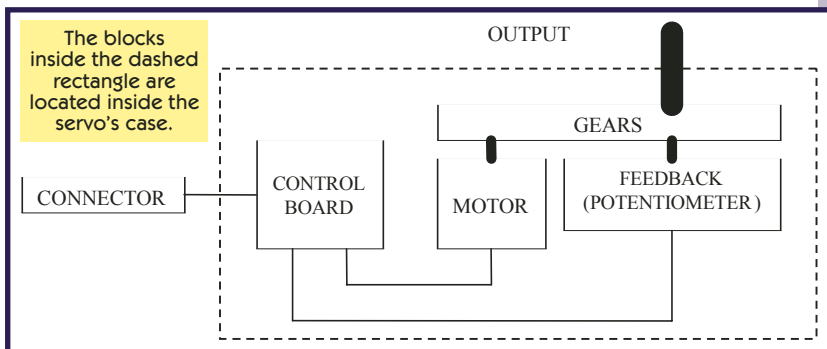 The blocks
inside the dashed
rectangle are
located inside the
servo's case.
OUTPUT
GEARS
CONNECTOR
CONTROL
BOARD
MOTOR
FEEDBACK
(POTENTIOMETER)